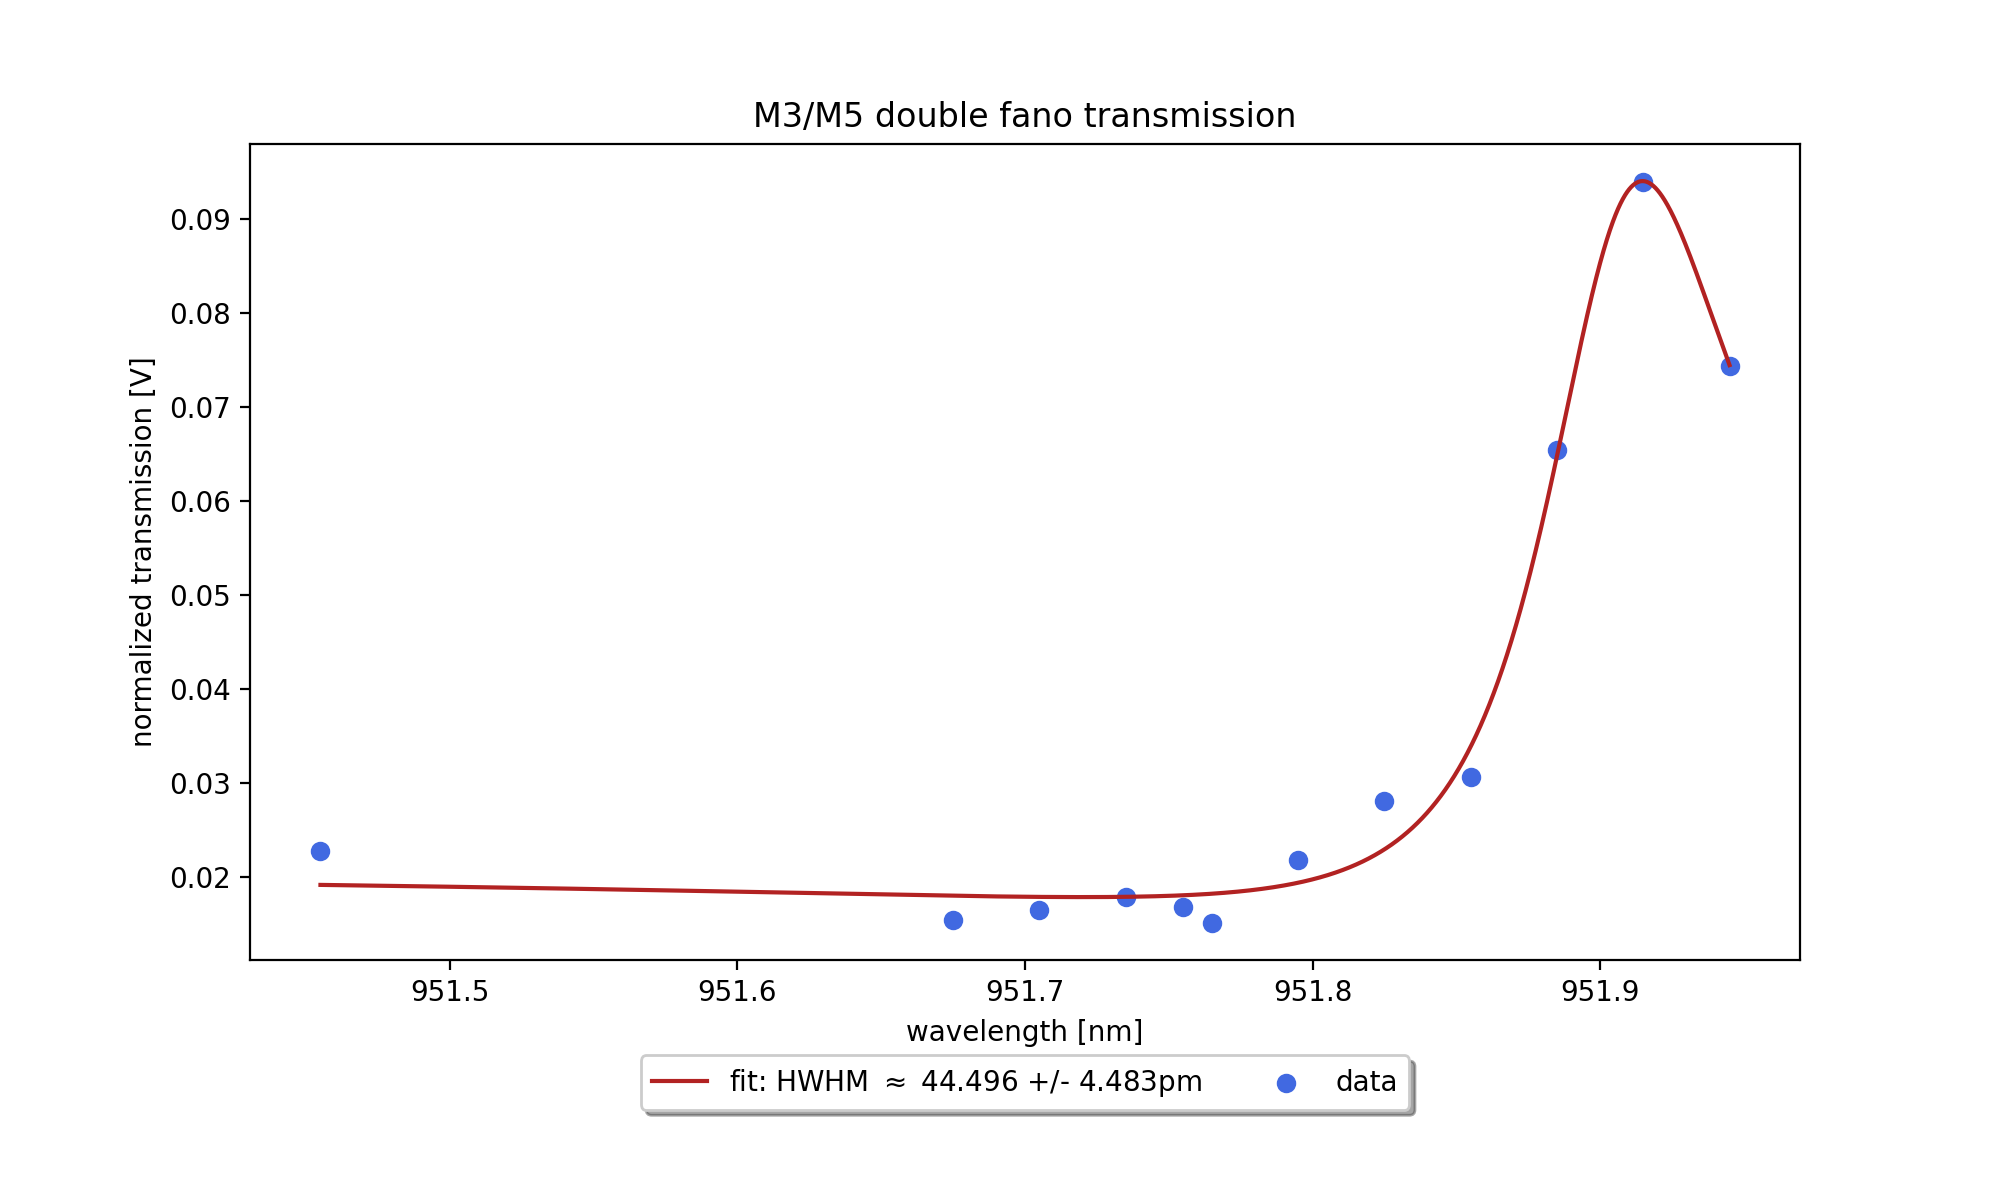 M3/M5 double fano transmission
normalized transmission [V]
0.09
0.08
0.07
0.06
0.05
0.04
0.03
0.02
951.5 951.6 951.7 951.8 951.9
wavelength [nm]
fit: HWHM ≈ 44.496 +/- 4.483pm data